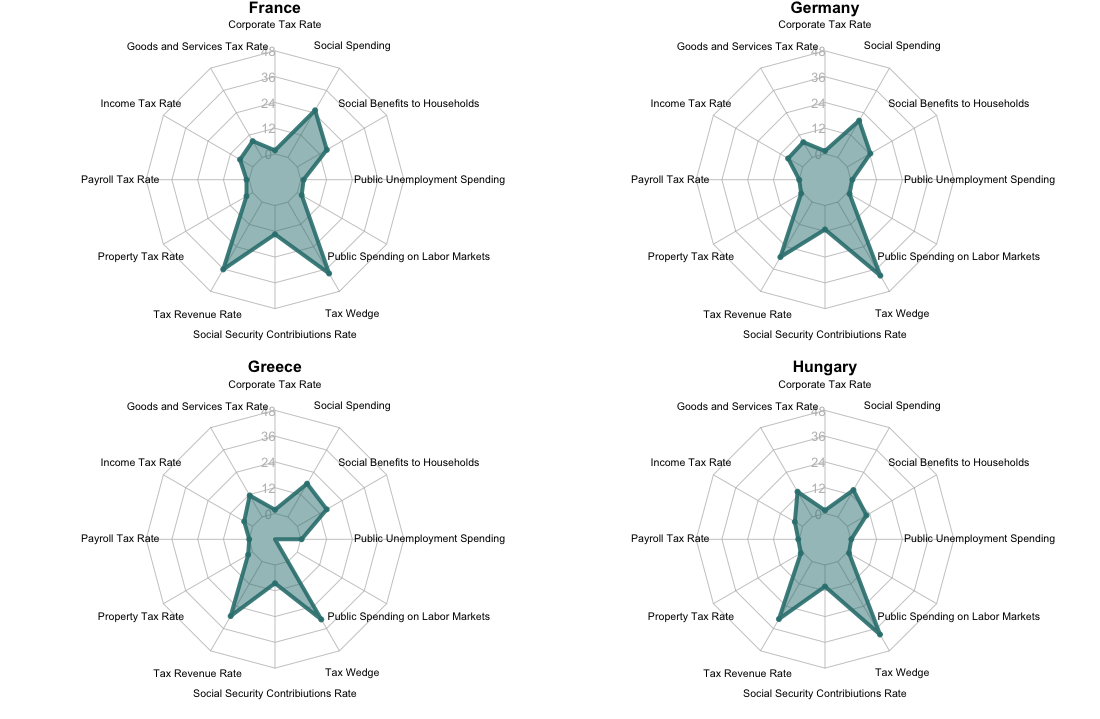 France
Corporate Tax Rate
Goods and Services Tax Rate
48
Social Spending
36
Income Tax Rate
24
Social Benefits to Households
12
0
Payroll Tax Rate
Public Unemployment Spending
Property Tax Rate
Public Spending on Labor Markets
Tax Revenue Rate
Tax Wedge
Social Security Contribiutions Rate
Germany
Corporate Tax Rate
Goods and Services Tax Rate
48
Social Spending
36
Income Tax Rate
24
Social Benefits to Households
12
0
Payroll Tax Rate
Public Unemployment Spending
Property Tax Rate
Public Spending on Labor Markets
Tax Revenue Rate
Tax Wedge
Social Security Contribiutions Rate
Greece
Corporate Tax Rate
Goods and Services Tax Rate
48
Social Spending
36
Income Tax Rate
24
Social Benefits to Households
12
0
Payroll Tax Rate
Public Unemployment Spending
Property Tax Rate
Public Spending on Labor Markets
Tax Revenue Rate
Tax Wedge
Social Security Contribiutions Rate
Hungary
Corporate Tax Rate
Goods and Services Tax Rate
48
Social Spending
36
Income Tax Rate
24
Social Benefits to Households
12
0
Payroll Tax Rate
Public Unemployment Spending
Property Tax Rate
Public Spending on Labor Markets
Tax Revenue Rate
Tax Wedge
Social Security Contribiutions Rate